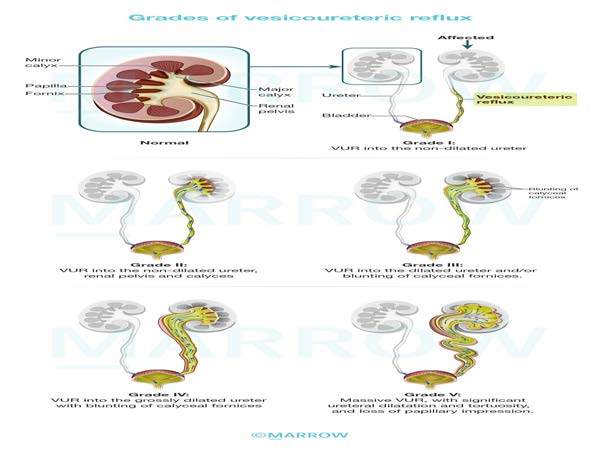 Grades of vesicoureteric reflux
Affected
Minor
calyx
Papilla
Fornix
Major
calyx
Renal
pelvis
Normal
Ureter
Bladder
Vesicoureteric
reflux
Grade I:
VUR into the non-dilated ureter
Grade II:
VUR into the non-dilated ureter,
renal pelvis and calyces
Blunting of
calyceal
fornices
Grade III:
VUR into the dilated ureter and/or
blunting of calyceal fornices.
Grade IV:
VUR into the grossly dilated ureter
with blunting of calyceal fornices
Grade V:
Massive VUR, with significant
ureteral dilatation and tortuosity,
and loss of papillary impression.
MARROW
MARROW
MARROW
MARROW
©MARROW